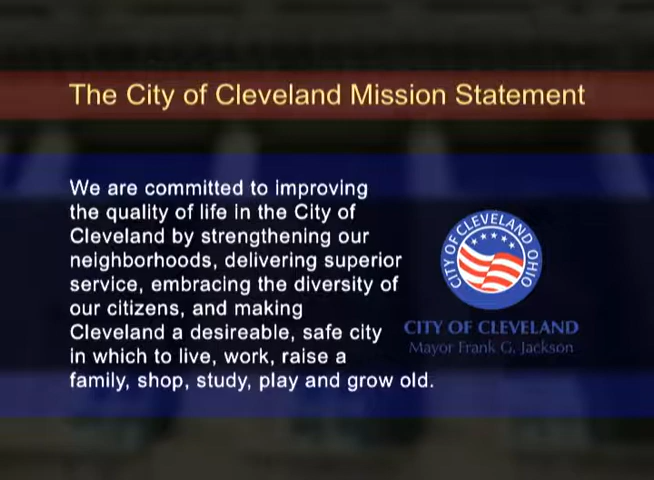 The City of Cleveland Mission Statement
We are committed to improving
the quality of life in the City of
Cleveland by strengthening our
neighborhoods, delivering superior
service, embracing the diversity of
our citizens, and making
Cleveland a desireable, safe city
in which to live, work, raise a
family, shop, study, play and grow old.
CITY OF CLEVELAND OHIO
CITY OF CLEVELAND
Mayor Frank G. Jackson